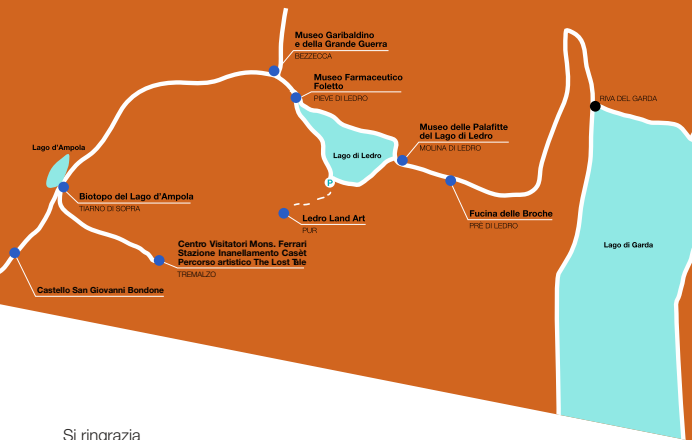 Museo Garibaldino
e della Grande Guerra
BEZZECCA
Museo Farmaceutico
Foletto
PIEVE DI LEDRO
RIVA DEL GARDA
Museo delle Palafitte
del Lago di Ledro
MOLINA DI LEDRO
Lago d'Ampola
Lago di Ledro
P
Biotopo del Lago d'Ampola
TIARNO DI SOPRA
Ledro Land Art
PUR
Fucina delle Broche
PRÈ DI LEDRO
Centro Visitatori Mons. Ferrari
Stazione Inanellamento Casèt
Percorso artistico The Lost Tale
TREMALZO
Lago di Garda
Castello San Giovanni Bondone
Si ringrazia